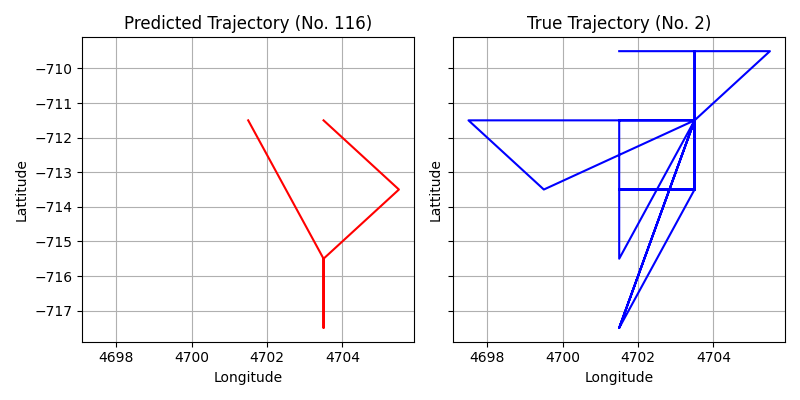 Predicted Trajectory (No. 116)
True Trajectory (No. 2)
−710
−711
−712
−713
−714
−715
−716
−717
Lattitude
Lattitude
4698
4700
4702
4704
4698
4700
4702
4704
Longitude
Longitude